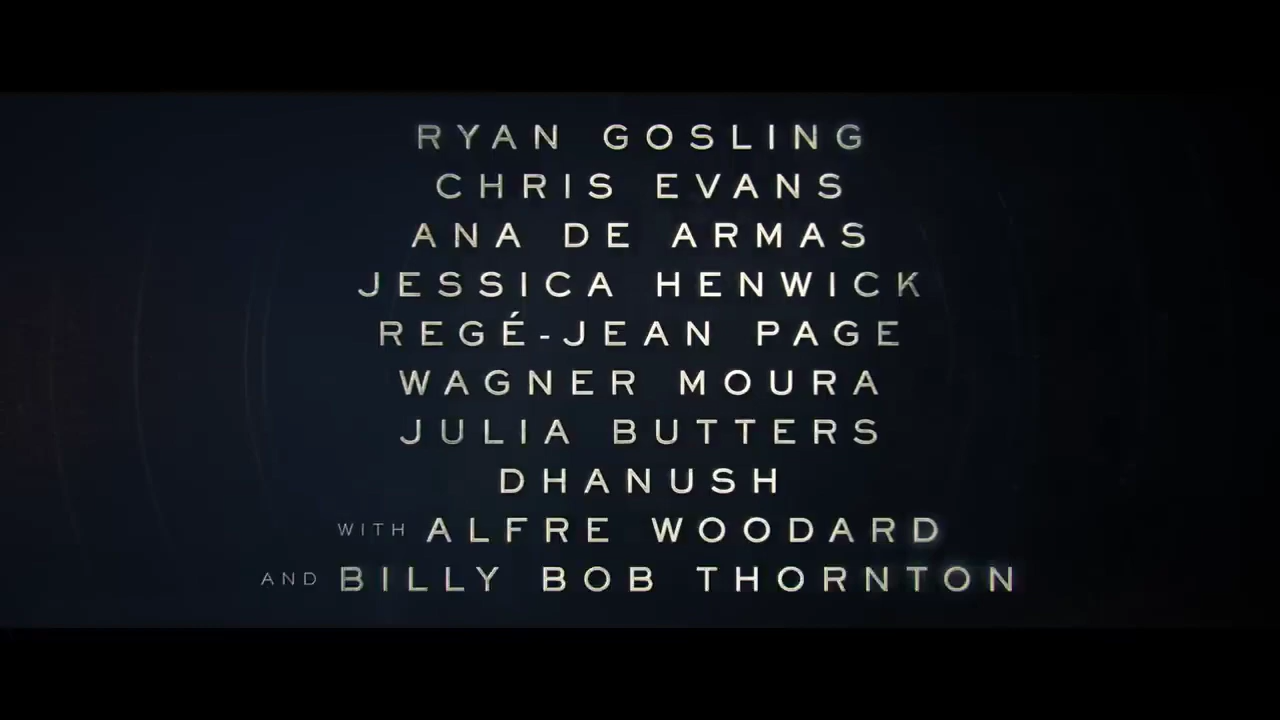 RYAN GOSLING
CHRIS EVANS
ANA DE ARMAS
JESSICA HENWICK
REGÉ-JEAN PAGE
WAGNER MOURA
JULIA BUTTERS
DHANUSH
WITH ALFRE WOODARD
AND BILLY BOB THORNTON